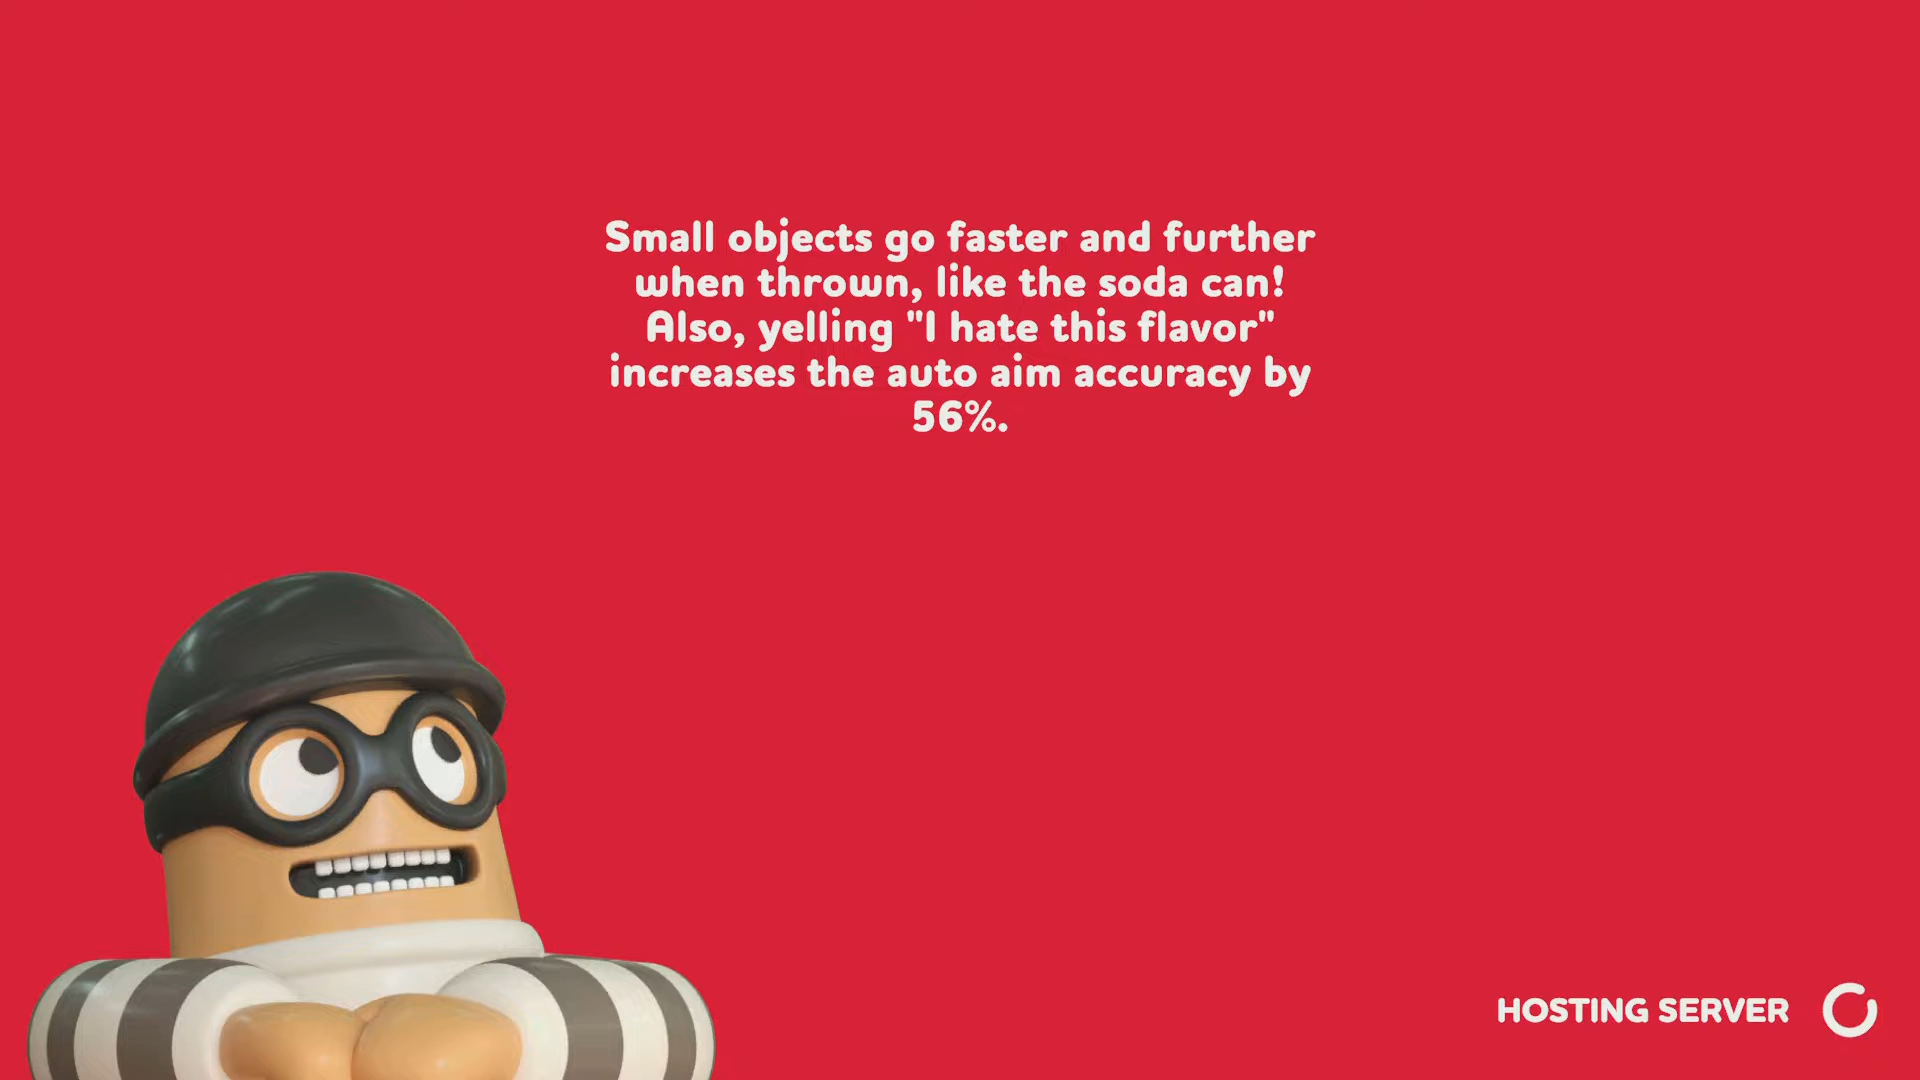 Small objects go faster and further
when thrown, like the soda can!
Also, yelling "I hate this flavor"
increases the auto aim accuracy by
56%.
HOSTING SERVER